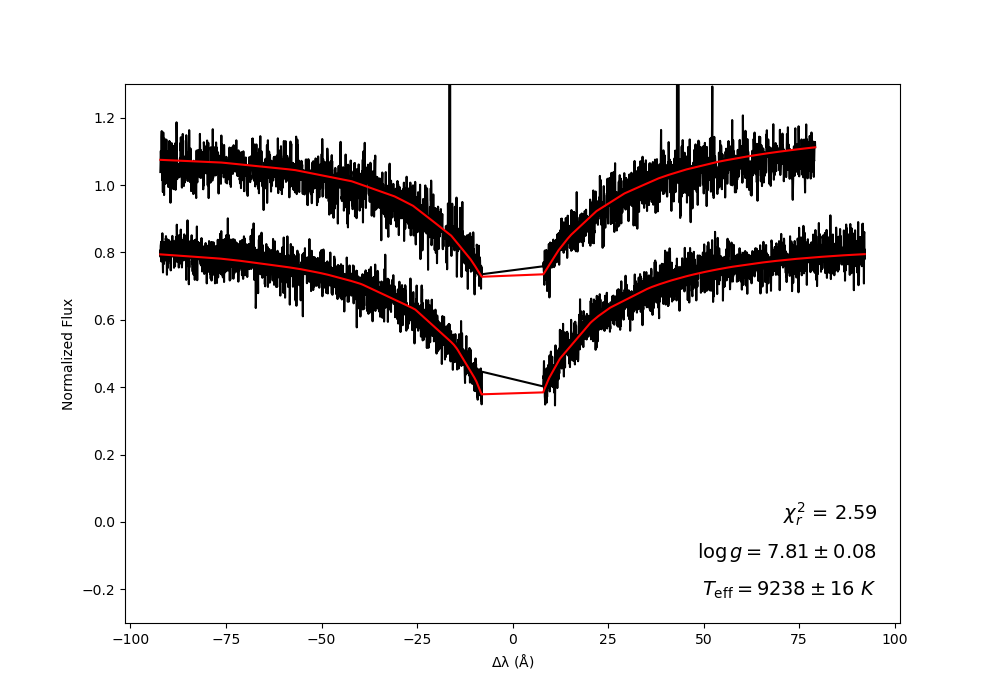 1.2
1.0
0.8
0.6
0.4
0.2
0.0
−0.2
Normalized Flux
χ²ᵣ = 2.59
log g = 7.81 ± 0.08
T_eff = 9238 ± 16 K
−100 −75 −50 −25 0 25 50 75 100
Δλ (Å)